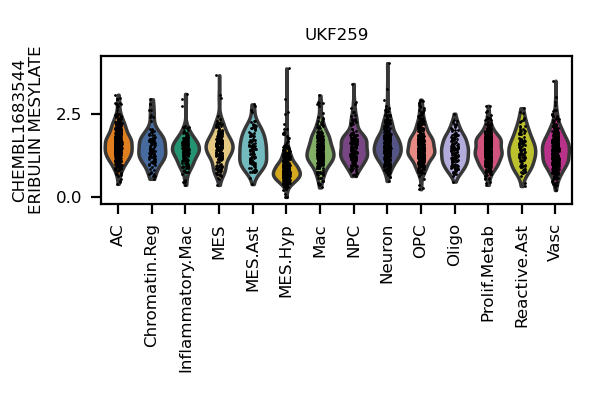 UKF259
CHEMBL1683544
ERIBULIN MESYLATE
2.5
0.0
AC
Chromatin.Reg
Inflammatory.Mac
MES
MES.Ast
MES.Hyp
Mac
NPC
Neuron
OPC
Oligo
Prolif.Metab
Reactive.Ast
Vasc